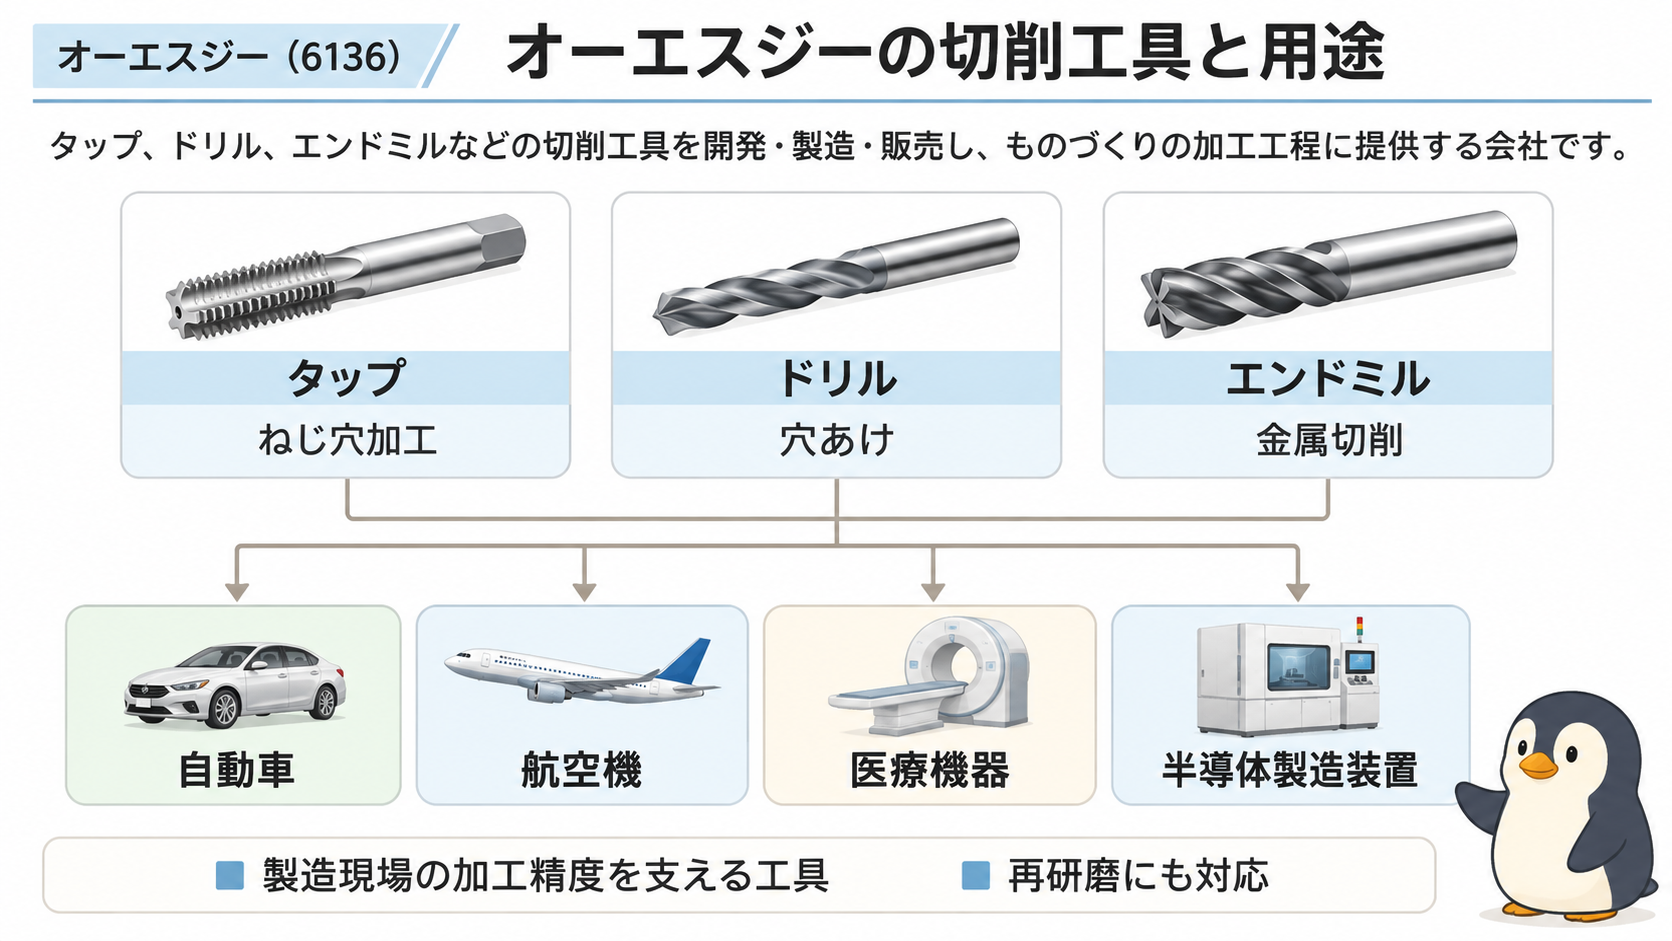 オーエスジー（6136）
オーエスジーの切削工具と用途
タップ、ドリル、エンドミルなどの切削工具を開発・製造・販売し、ものづくりの加工工程に提供する会社です。
タップ
ねじ穴加工
ドリル
穴あけ
エンドミル
金属切削
自動車
航空機
医療機器
半導体製造装置
製造現場の加工精度を支える工具
再研磨にも対応